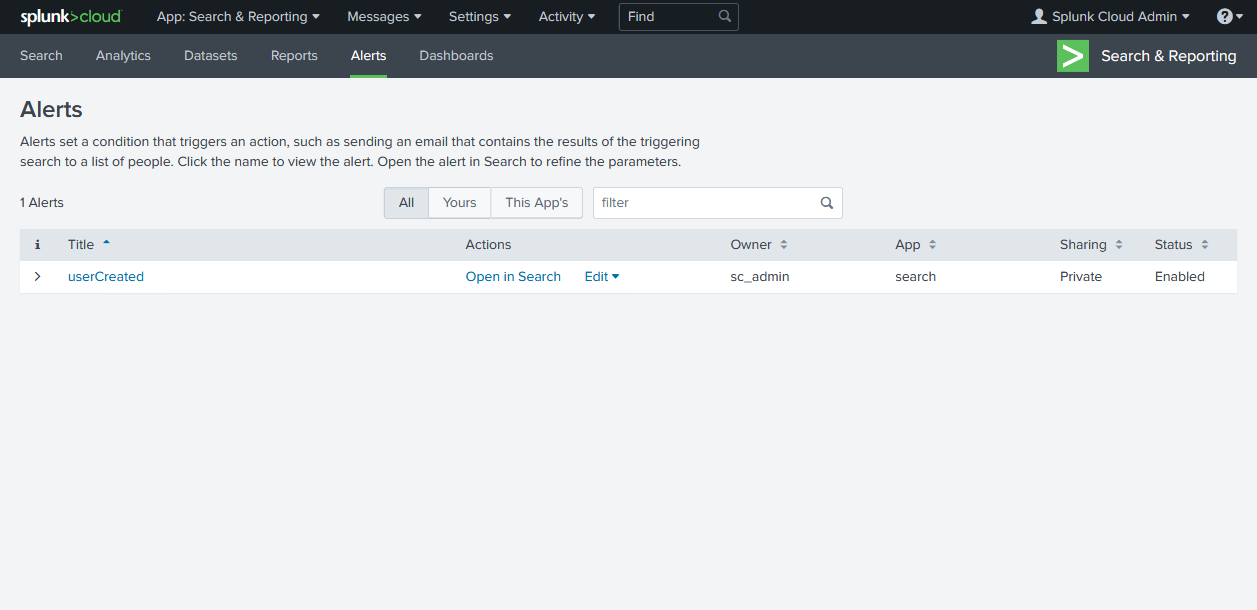 splunk>cloud App: Search & Reporting Messages Settings Activity Find Splunk Cloud Admin ?
Search Analytics Datasets Reports Alerts Dashboards > Search & Reporting
Alerts
Alerts set a condition that triggers an action, such as sending an email that contains the results of the triggering
search to a list of people. Click the name to view the alert. Open the alert in Search to refine the parameters.
1 Alerts All Yours This App's filter
i Title Actions Owner App Sharing Status
userCreated Open in Search Edit sc_admin search Private Enabled